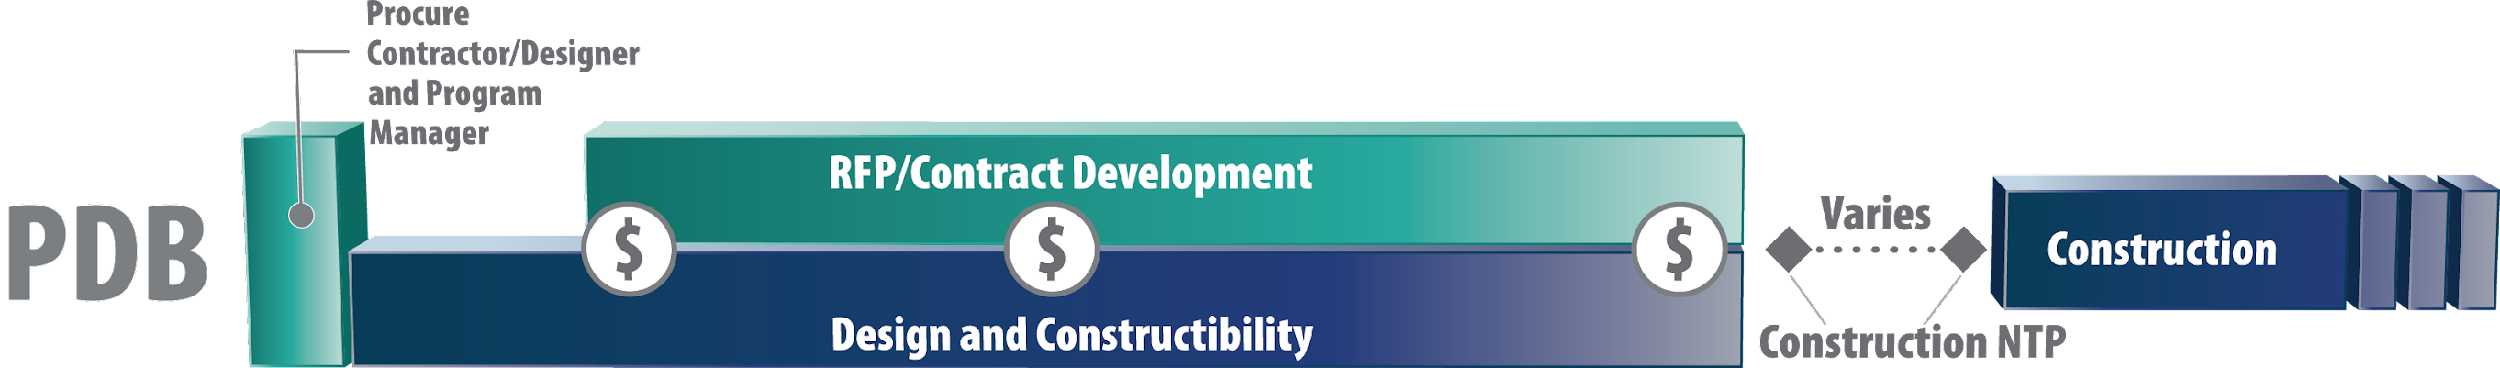 Procure
Contractor/Designer
and Program
Manager
PDB
RFP/Contract Development
$ $ $
Design and Constructibility
Varies
Construction NTP
Construction